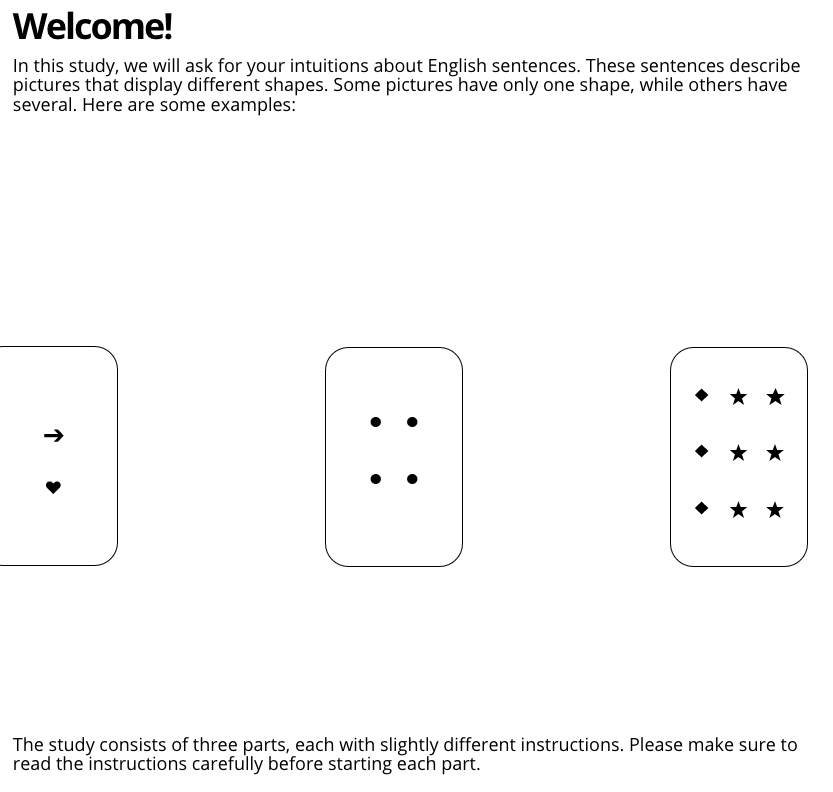 Welcome!
In this study, we will ask for your intuitions about English sentences. These sentences describe
pictures that display different shapes. Some pictures have only one shape, while others have
several. Here are some examples:
The study consists of three parts, each with slightly different instructions. Please make sure to
read the instructions carefully before starting each part.